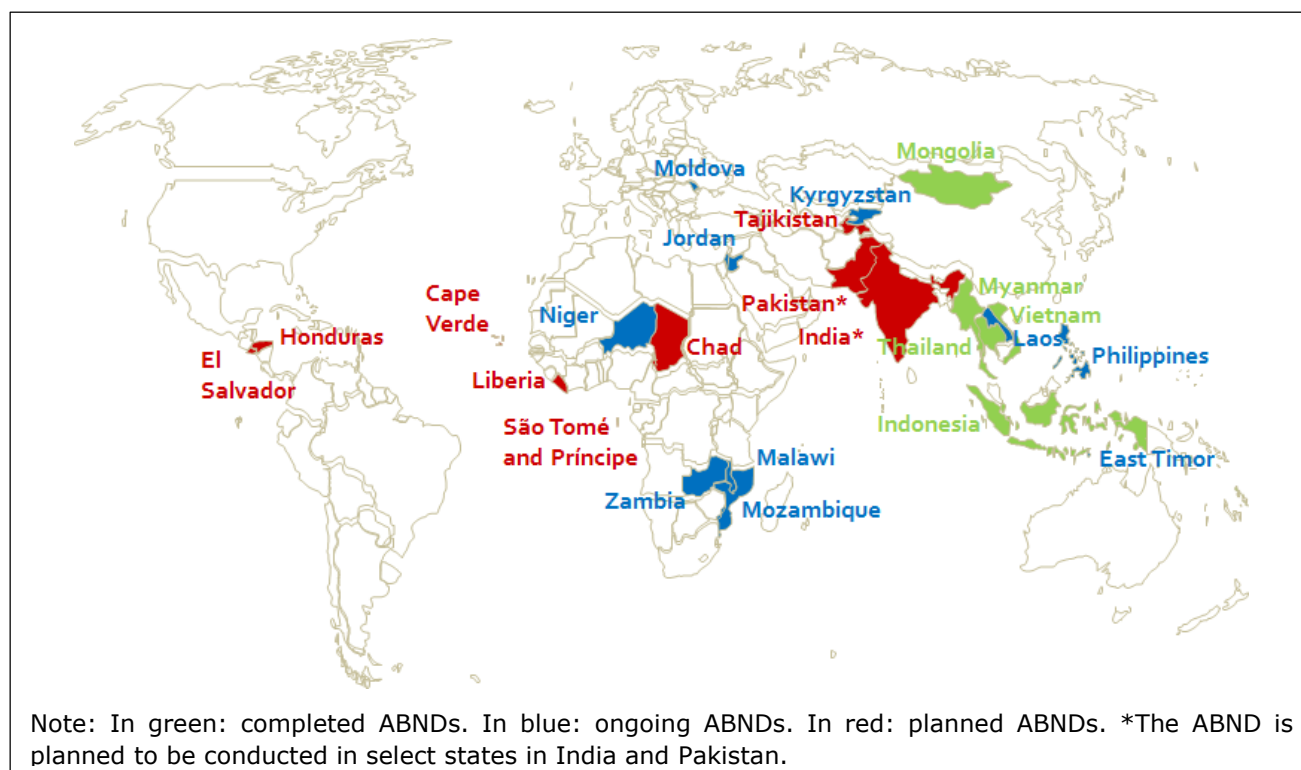 Mongolia
Moldova
Kyrgyzstan
Tajikistan
Jordan
Cape
Verde
Niger
Pakistan*
Myanmar
Vietnam
Honduras
Chad
India*
Thailand
Laos
Philippines
El
Salvador
Liberia
São Tomé
and Príncipe
Indonesia
Malawi
East Timor
Zambia
Mozambique
Note: In green: completed ABNDs. In blue: ongoing ABNDs. In red: planned ABNDs. *The ABND is
planned to be conducted in select states in India and Pakistan.